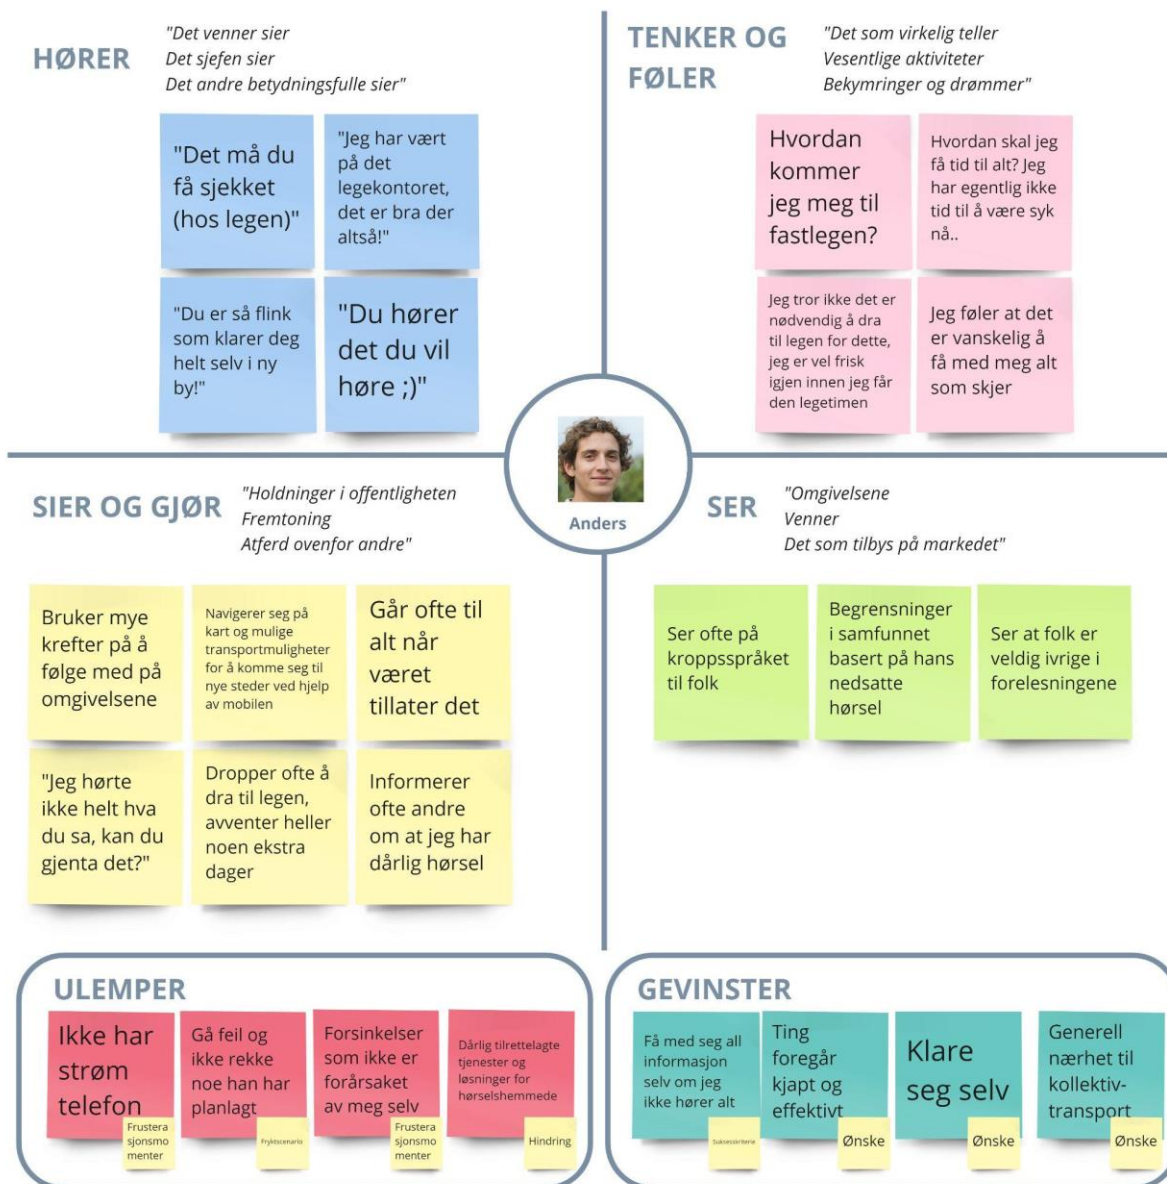 HØRER
"Det venner sier
Det sjefen sier
Det andre betydningsfulle sier"
"Det må du
få sjekket
(hos legen)"
"Jeg har vært
på det
legekontoret,
det er bra der
altså!"
"Du er så flink
som klarer deg
helt selv i ny
by!"
"Du hører
det du vil
høre ;)"
TENKER OG
FØLER
"Det som virkelig teller
Vesentlige aktiviteter
Bekymringer og drømmer"
Hvordan
kommer
jeg meg til
fastlegen?
Hvordan skal jeg
få tid til alt? Jeg
har egentlig ikke
tid til å være syk
nå..
Jeg tror ikke det er
nødvendig å dra
til legen for dette,
jeg er vel frisk
igjen innen jeg får
den legetimen
Jeg føler at det
er vanskelig å
få med meg alt
som skjer
Anders
SIER OG GJØR
"Holdninger i offentligheten
Fremtoning
Atferd ovenfor andre"
Bruker mye
krefter på å
følge med på
omgivelsene
Navigerer seg på
kart og mulige
transportmuligheter
for å komme seg til
nye steder ved hjelp
av mobilen
Går ofte til
alt når
været
tillater det
"Jeg hørte
ikke helt hva
du sa, kan du
gjenta det?"
Dropper ofte å
dra til legen,
avventer heller
noen ekstra
dager
Informerer
ofte andre
om at jeg har
dårlig hørsel
SER
"Omgivelsene
Venner
Det som tilbys på markedet"
Ser ofte på
kroppsspråket
til folk
Begrensninger
i samfunnet
basert på hans
nedsatte
hørsel
Ser at folk er
veldig ivrige i
forelesningene
ULEMPER
Ikke har
strøm
telefon
Frustera
sjonsmo
menter
Gå feil og
ikke rekke
noe han har
planlagt
Fryktscenario
Forsinkelser
som ikke er
forårsaket
av meg selv
Frustera
sjonsmo
menter
Dårlig tilrettelagte
tjenester og
løsninger for
hørselshemmede
Hindring
GEVINSTER
Få med seg all
informasjon
selv om jeg
ikke hører alt
Suksesskriterie
Ting
foregår
kjapt og
effektivt
Ønske
Klare
seg selv
Ønske
Generell
nærhet til
kollektiv-
transport
Ønske